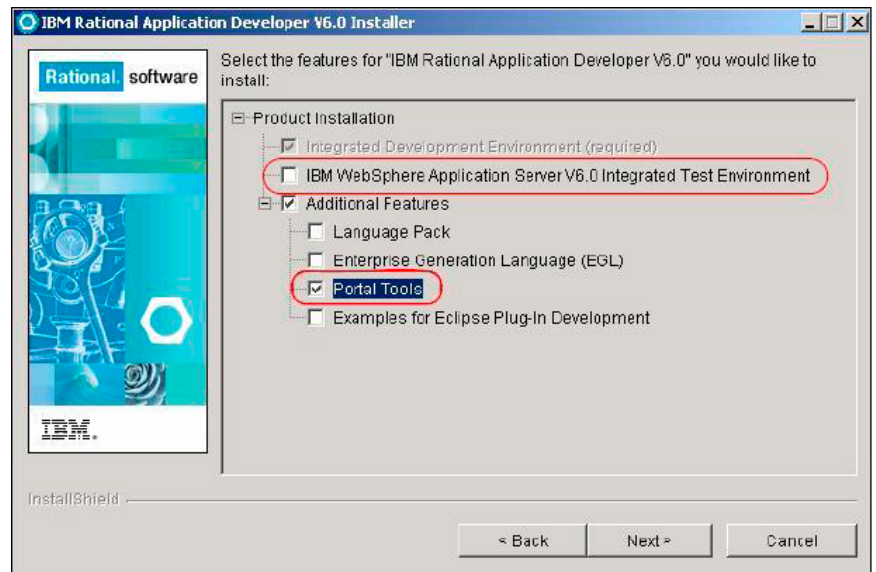 IBM Rational Application Developer V6.0 Installer
Rational. software
Select the features for "IBM Rational Application Developer V6.0" you would like to
install:
Product Installation
Integrated Development Environment (required)
IBM WebSphere Application Server V6.0 Integrated Test Environment
Additional Features
Language Pack
Enterprise Generation Language (EGL)
Portal Tools
Examples for Eclipse Plug-In Development
IBM.
InstallShield
< Back
Next >
Cancel